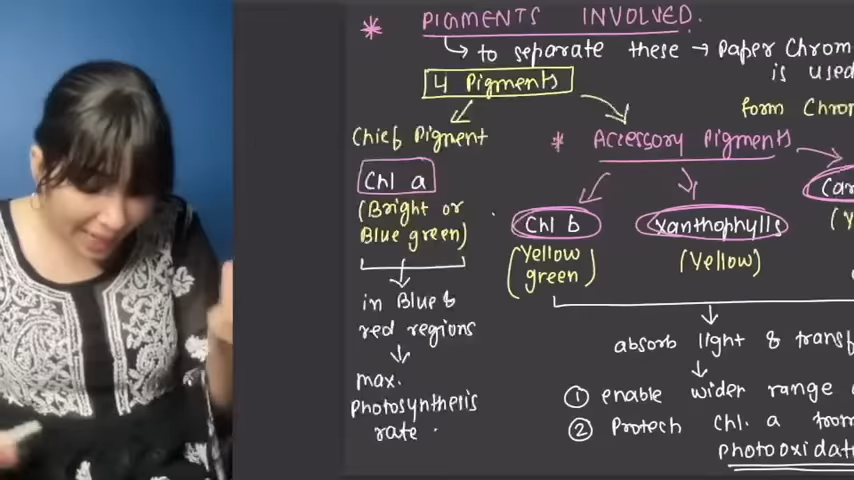 * PIGMENTS INVOLVED.
↳ to separate these → Paper Chrom
is used
4 Pigments
form Chrom
Chief Pigment
* Accessory Pigments
Chl a
Car
(Bright or
Blue green)
Chl b
Xanthophylls
(Yellow
green)
(Yellow)
(Y
in Blue &
red regions
absorb light & transf
max.
Photosynthesis
rate.
① enable wider range
② Protech Chl. a from
photooxidat